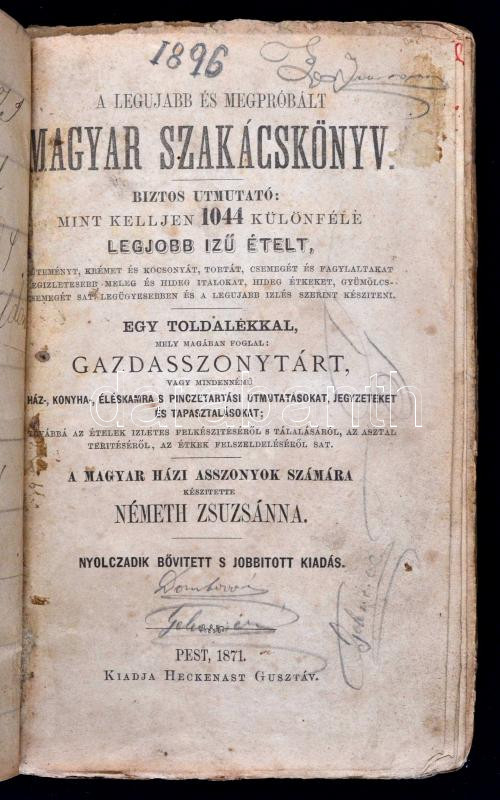 1896
A LEGUJABB ÉS MEGPRÓBÁLT
MAGYAR SZAKÁCSKÖNYV.
BIZTOS UTMUTATÓ:
MINT KELLJEN 1044 KÜLÖNFÉLE
LEGJOBB IZŰ ÉTELT,
SÜTEMÉNYT, KRÉMET ÉS KOCSONYÁT, TORTÁT, CSEMEGÉT ÉS FAGYLALTAKAT
LEGIZLETESEBB MELEG ÉS HIDEG ITALOKAT, HIDEG ÉTKEKET, GYÜMÖLCS-
CSEMEGÉT SAT. LEGÜGYESEBBEN ÉS A LEGUJABB IZLÉS SZERINT KÉSZITENI.
EGY TOLDALÉKKAL,
MELY MAGÁBAN FOGLAL:
GAZDASSZONYTÁRT,
VAGY MINDENNEMŰ
HÁZ-, KONYHA-, ÉLÉSKAMRA S PINCZETARTÁSI UTMUTATÁSOKAT, JEGYZETEKET
ÉS TAPASZTALÁSOKAT;
TOVÁBBÁ AZ ÉTELEK IZLETES FELKÉSZITÉSÉRŐL S TÁLALÁSÁRÓL, AZ ASZTAL
TERITÉSÉRŐL, AZ ÉTKEK FELSZELDELÉSÉRŐL SAT.
A MAGYAR HÁZI ASSZONYOK SZÁMÁRA
KÉSZITETTE
NÉMETH ZSUZSÁNNA.
NYOLCZADIK BŐVITETT S JOBBITOTT KIADÁS.
PEST, 1871.
KIADJA HECKENAST GUSZTÁV.
darabanth